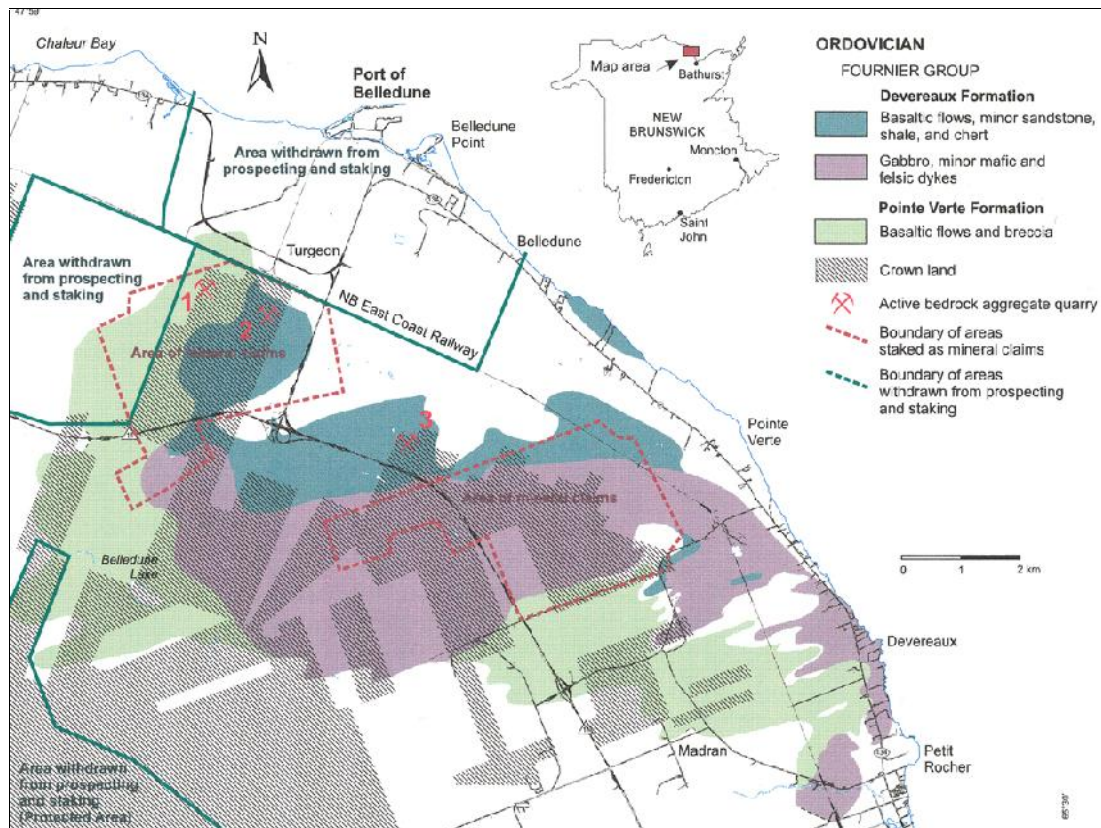 47°59'
Chaleur Bay
N
Port of
Belledune
Belledune
Point
Area withdrawn from
prospecting and staking
Map area
Bathurst
NEW
BRUNSWICK
Moncton
Fredericton
Saint
John
Turgeon
Belledune
Area withdrawn
from prospecting
and staking
1
2
NB East Coast Railway
Area of mineral claims
3
Pointe
Verte
Area of mineral claims
Belledune
Lake
0 1 2 km
Devereaux
Madran
Petit
Rocher
134
Area withdrawn
from prospecting
and staking
(Protected Area)
65°30'
ORDOVICIAN
FOURNIER GROUP
Devereaux Formation
Basaltic flows, minor sandstone,
shale, and chert
Gabbro, minor mafic and
felsic dykes
Pointe Verte Formation
Basaltic flows and breccia
Crown land
Active bedrock aggregate quarry
Boundary of areas
staked as mineral claims
Boundary of areas
withdrawn from prospecting
and staking